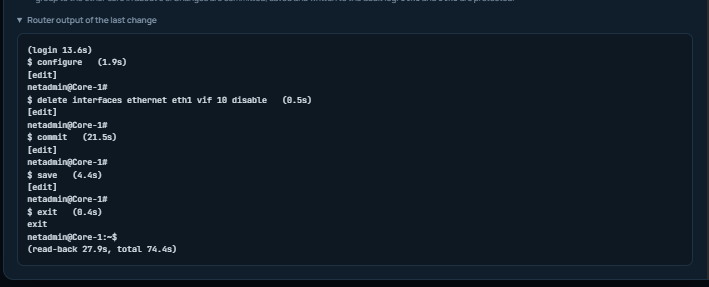 ▼ Router output of the last change
(login 13.6s)
$ configure   (1.9s)
[edit]
netadmin@Core-1#
$ delete interfaces ethernet eth1 vif 10 disable   (0.5s)
[edit]
netadmin@Core-1#
$ commit   (21.5s)
[edit]
netadmin@Core-1#
$ save   (4.4s)
[edit]
netadmin@Core-1#
$ exit   (0.4s)
exit
netadmin@Core-1:~$
(read-back 27.9s, total 74.4s)